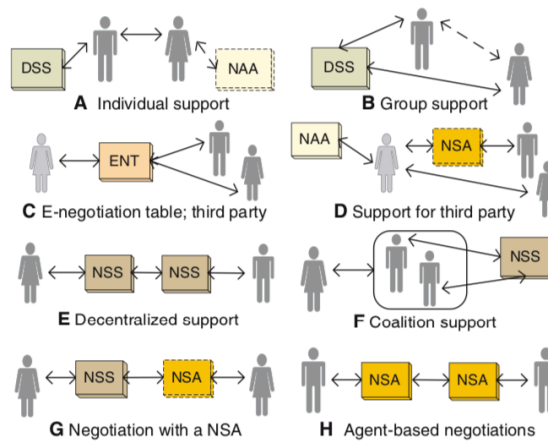 DSS
NAA
A Individual support
DSS
B Group support
ENT
C E-negotiation table; third party
NAA
NSA
D Support for third party
NSS
NSS
E Decentralized support
NSS
F Coalition support
NSS
NSA
G Negotiation with a NSA
NSA
NSA
H Agent-based negotiations